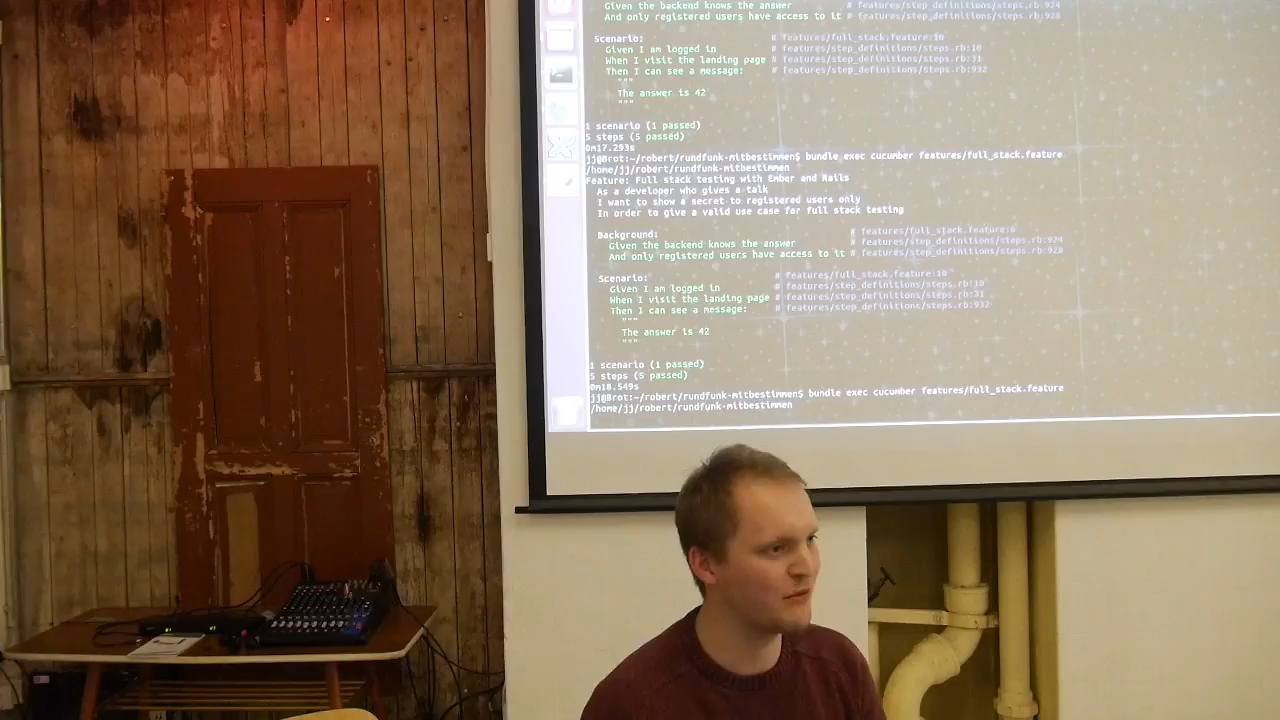 Given the backend knows the answer # features/step_definitions/steps.rb:924
And only registered users have access to it # features/step_definitions/steps.rb:928
Scenario: # features/full_stack.feature:10
Given I am logged in # features/step_definitions/steps.rb:10
When I visit the landing page # features/step_definitions/steps.rb:31
Then I can see a message: # features/step_definitions/steps.rb:932
"""
The answer is 42
"""
1 scenario (1 passed)
5 steps (5 passed)
0m17.293s
jj@Brot:~/robert/rundfunk-mitbestimmen$ bundle exec cucumber features/full_stack.feature
/home/jj/robert/rundfunk-mitbestimmen
Feature: Full stack testing with Ember and Rails
As a developer who gives a talk
I want to show a secret to registered users only
In order to give a valid use case for full stack testing
Background: # features/full_stack.feature:6
Given the backend knows the answer # features/step_definitions/steps.rb:924
And only registered users have access to it # features/step_definitions/steps.rb:928
Scenario: # features/full_stack.feature:10
Given I am logged in # features/step_definitions/steps.rb:10
When I visit the landing page # features/step_definitions/steps.rb:31
Then I can see a message: # features/step_definitions/steps.rb:932
"""
The answer is 42
"""
1 scenario (1 passed)
5 steps (5 passed)
0m18.549s
jj@Brot:~/robert/rundfunk-mitbestimmen$ bundle exec cucumber features/full_stack.feature
/home/jj/robert/rundfunk-mitbestimmen